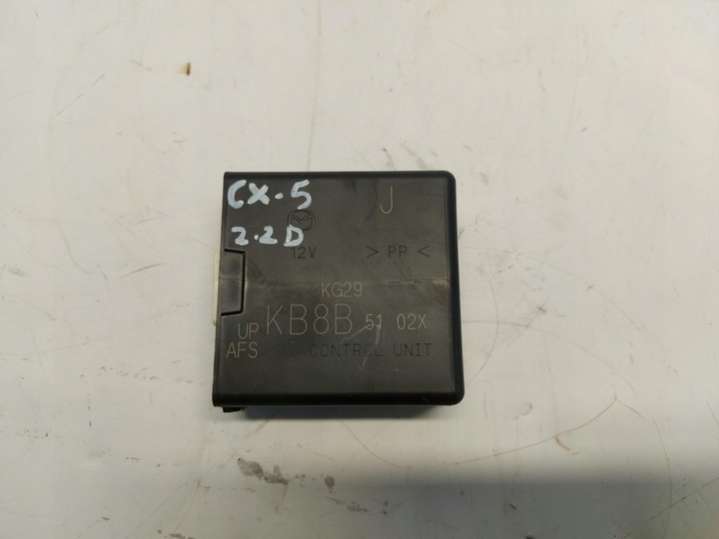 CX-5
J
2.2D
12V >PP<
KG29
KB8B 51 02X
UP
AFS CONTROL UNIT